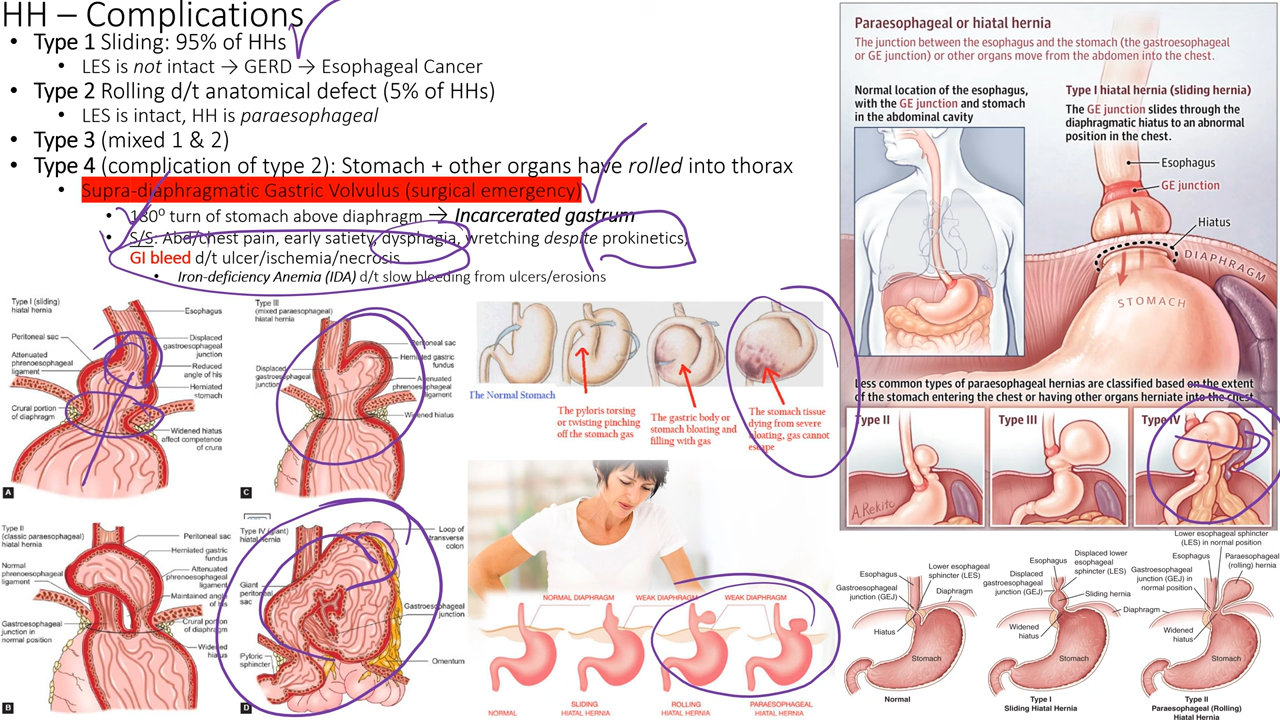 HH – Complications
• Type 1 Sliding: 95% of HHs
• LES is not intact → GERD → Esophageal Cancer
• Type 2 Rolling d/t anatomical defect (5% of HHs)
• LES is intact, HH is paraesophageal
• Type 3 (mixed 1 & 2)
• Type 4 (complication of type 2): Stomach + other organs have rolled into thorax
• Supra-diaphragmatic Gastric Volvulus (surgical emergency)
• 180⁰ turn of stomach above diaphragm → Incarcerated gastrum
• S/S: Abd/chest pain, early satiety, dysphagia, wretching despite prokinetics,
GI bleed d/t ulcer/ischemia/necrosis
• Iron-deficiency Anemia (IDA) d/t slow bleeding from ulcers/erosions
Type I (sliding)
hiatal hernia
Esophagus
Peritoneal sac
Displaced
gastroesophageal
junction
Attenuated
phrenoesophageal
ligament
Reduced
angle of his
Herniated
stomach
Crural portion
of diaphragm
Widened hiatus
affect competence
of crura
A
Type III
(mixed paraesophageal)
hiatal hernia
Peritoneal sac
Herniated gastric
fundus
Displaced
gastroesophageal
junction
Attenuated
phrenoesophageal
ligament
Widened hiatus
C
Type II
(classic paraesophageal)
hiatal hernia
Peritoneal sac
Herniated gastric
fundus
Normal
phrenoesophageal
ligament
Attenuated
phrenoesophageal
ligament
Maintained angle
of his
Gastroesophageal
junction in
normal position
Crural portion
of diaphragm
Widened
hiatus
B
Type IV (giant)
hiatal hernia
Loop of
transverse
colon
Giant
peritoneal
sac
Gastroesophageal
junction
Pyloric
sphincter
Omentum
D
The Normal Stomach
The pyloris torsing
or twisting pinching
off the stomach gas
The gastric body or
stomach bloating and
filling with gas
The stomach tissue
dying from severe
bloating, gas cannot
escape
NORMAL DIAPHRAGM
WEAK DIAPHRAGM
WEAK DIAPHRAGM
NORMAL
SLIDING
HIATAL HERNIA
ROLLING
HIATAL HERNIA
PARAESOPHAGEAL
HIATAL HERNIA
Paraesophageal or hiatal hernia
The junction between the esophagus and the stomach (the gastroesophageal
or GE junction) or other organs move from the abdomen into the chest.
Normal location of the esophagus,
with the GE junction and stomach
in the abdominal cavity
Type I hiatal hernia (sliding hernia)
The GE junction slides through the
diaphragmatic hiatus to an abnormal
position in the chest.
Esophagus
GE junction
Hiatus
DIAPHRAGM
STOMACH
Less common types of paraesophageal hernias are classified based on the extent
of the stomach entering the chest or having other organs herniate into the chest
Type II
Type III
Type IV
A.Rekito
Esophagus
Lower esophageal
sphincter (LES)
Gastroesophageal
junction (GEJ)
Diaphragm
Hiatus
Stomach
Normal
Esophagus
Displaced lower
esophageal
sphincter (LES)
Displaced
gastroesophageal
junction (GEJ)
Sliding hernia
Diaphragm
Widened
hiatus
Stomach
Type I
Sliding Hiatal Hernia
Lower esophageal sphincter
(LES) in normal position
Esophagus
Paraesophageal
(rolling) hernia
Gastroesophageal
junction (GEJ) in
normal position
Widened
hiatus
Stomach
Type II
Paraesophageal (Rolling)
Hiatal Hernia